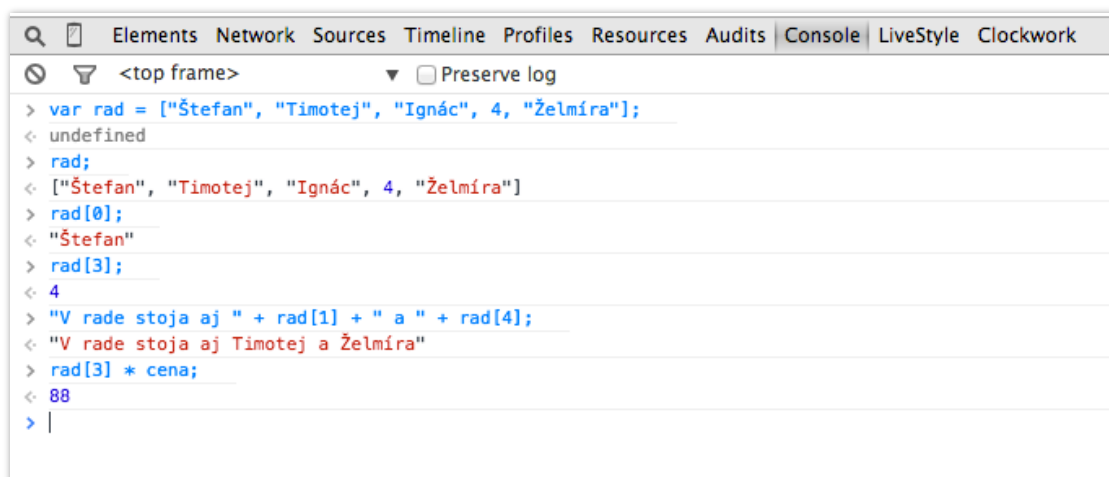 Elements Network Sources Timeline Profiles Resources Audits Console LiveStyle Clockwork
<top frame> ▼ Preserve log
> var rad = ["Štefan", "Timotej", "Ignác", 4, "Želmíra"];
<· undefined
> rad;
<· ["Štefan", "Timotej", "Ignác", 4, "Želmíra"]
> rad[0];
<· "Štefan"
> rad[3];
<· 4
> "V rade stoja aj " + rad[1] + " a " + rad[4];
<· "V rade stoja aj Timotej a Želmíra"
> rad[3] * cena;
<· 88
>